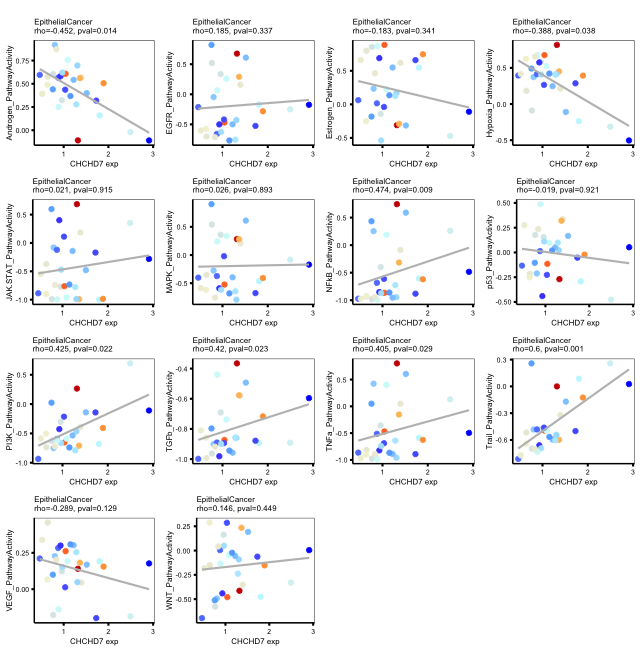 EpithelialCancer
rho=-0.452, pval=0.014
Androgen_PathwayActivity
0.75
0.50
0.25
0.00
1
2
3
CHCHD7 exp
EpithelialCancer
rho=0.185, pval=0.337
EGFR_PathwayActivity
0.5
0.0
-0.5
1
2
3
CHCHD7 exp
EpithelialCancer
rho=-0.183, pval=0.341
Estrogen_PathwayActivity
0.5
0.0
-0.5
1
2
3
CHCHD7 exp
EpithelialCancer
rho=-0.388, pval=0.038
Hypoxia_PathwayActivity
0.5
0.0
-0.5
1
2
3
CHCHD7 exp
EpithelialCancer
rho=0.021, pval=0.915
JAK-STAT_PathwayActivity
0.5
0.0
-0.5
-1.0
1
2
3
CHCHD7 exp
EpithelialCancer
rho=0.026, pval=0.893
MAPK_PathwayActivity
0.5
0.0
-0.5
1
2
3
CHCHD7 exp
EpithelialCancer
rho=0.474, pval=0.009
NFkB_PathwayActivity
0.5
0.0
-0.5
-1.0
1
2
3
CHCHD7 exp
EpithelialCancer
rho=-0.019, pval=0.921
p53_PathwayActivity
0.50
0.25
0.00
-0.25
-0.50
1
2
3
CHCHD7 exp
EpithelialCancer
rho=0.425, pval=0.022
PI3K_PathwayActivity
0.5
0.0
-0.5
-1.0
1
2
3
CHCHD7 exp
EpithelialCancer
rho=0.42, pval=0.023
TGFb_PathwayActivity
-0.4
-0.6
-0.8
-1.0
1
2
3
CHCHD7 exp
EpithelialCancer
rho=0.405, pval=0.029
TNFa_PathwayActivity
0.5
0.0
-0.5
-1.0
1
2
3
CHCHD7 exp
EpithelialCancer
rho=0.6, pval=0.001
Trail_PathwayActivity
0.3
0.0
-0.3
-0.6
1
2
3
CHCHD7 exp
EpithelialCancer
rho=-0.289, pval=0.129
VEGF_PathwayActivity
0.25
0.00
1
2
3
CHCHD7 exp
EpithelialCancer
rho=0.146, pval=0.449
WNT_PathwayActivity
0.25
0.00
-0.25
-0.50
1
2
3
CHCHD7 exp